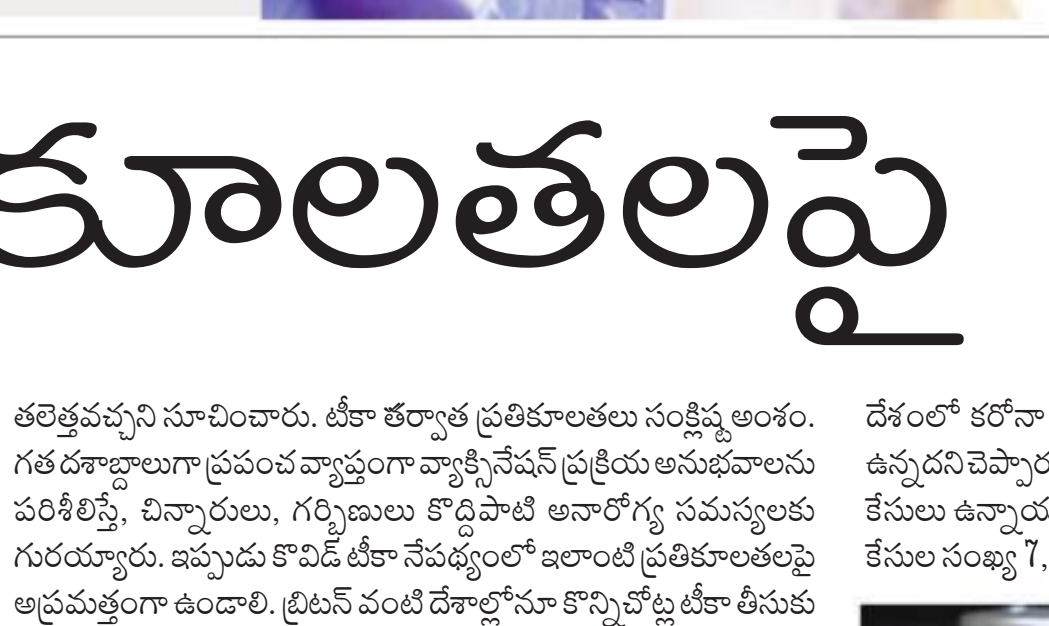 కూలతలపై
తలెత్తవచ్చని సూచించారు. టీకా తర్వాత ప్రతికూలతలు సంక్లిష్ట అంశం.
గత దశాబ్దాలుగా ప్రపంచ వ్యాప్తంగా వ్యాక్సినేషన్ ప్రక్రియ అనుభవాలను
పరిశీలిస్తే, చిన్నారులు, గర్భిణులు కొద్దిపాటి అనారోగ్య సమస్యలకు
గురయ్యారు. ఇప్పుడు కొవిడ్ టీకా నేపథ్యంలో ఇలాంటి ప్రతికూలతలపై
అప్రమత్తంగా ఉండాలి. బ్రిటన్ వంటి దేశాల్లోనూ కొన్నిచోట్ల టీకా తీసుకు
దేశంలో కరోనా
ఉన్నదని చెప్పార
కేసులు ఉన్నాయ
కేసుల సంఖ్య 7,